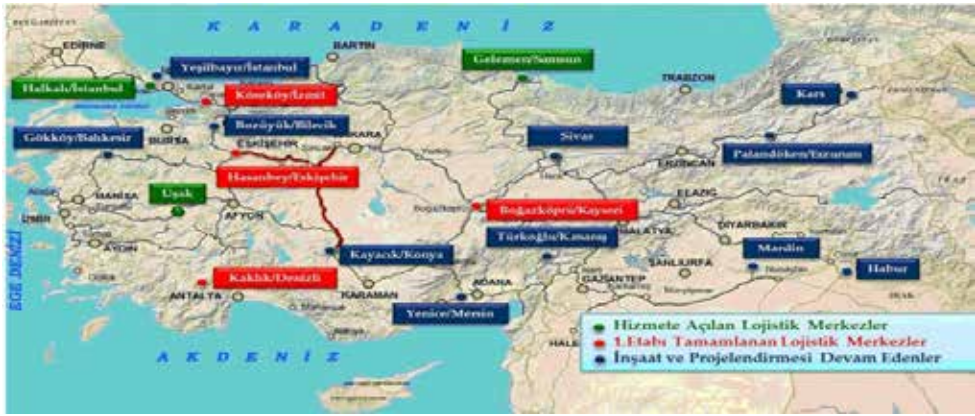 K A R A D E N İ Z
EDİRNE
BARTIN
Yeşilbayır/İstanbul
Gelemen/Samsun
Halkalı/İstanbul
Köseköy/İzmit
TRABZON
Kars
Gökköy/Balıkesir
Bozüyük/Bilecik
BURSA
ESKİŞEHİR
Sivas
Palandöken/Erzurum
ERZİNCAN
Hasanbey/Eskişehir
MANİSA
Uşak
ELAZIĞ
İZMİR
AFYON
Boğazköprü/Kayseri
DİYARBAKIR
Türkoğlu/K.maraş
MALATYA
AYDIN
Kayacık/Konya
Mardin
EGE DENİZİ
Kaklık/Denizli
ŞANLIURFA
Habur
ADANA
GAZİANTEP
ANTALYA
KARAMAN
Yenice/Mersin
IRAK
A K D E N İ Z
Hizmete Açılan Lojistik Merkezler
1.Etabı Tamamlanan Lojistik Merkezler
İnşaat ve Projelendirmesi Devam Edenler